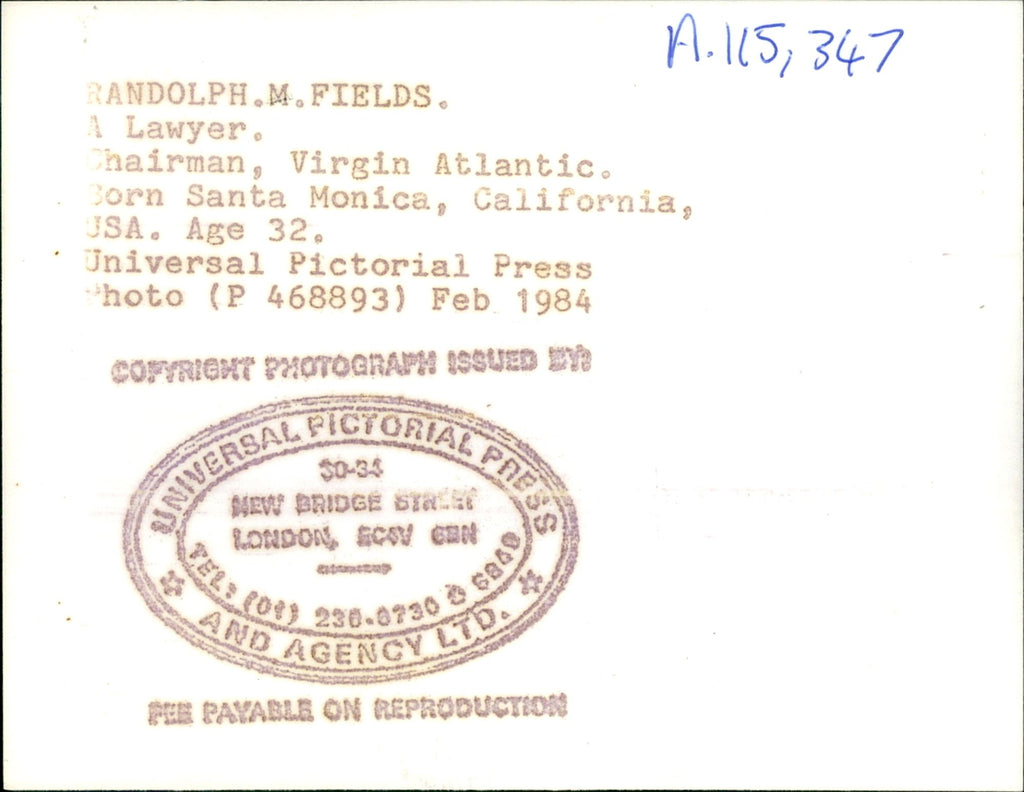 A.115,347
RANDOLPH.M.FIELDS.
A Lawyer.
Chairman, Virgin Atlantic.
Born Santa Monica, California,
USA. Age 32.
Universal Pictorial Press
Photo (P 468893) Feb 1984
COPYRIGHT PHOTOGRAPH ISSUED BY:
UNIVERSAL PICTORIAL PRESS
30-34
NEW BRIDGE STREET
LONDON, EC4V 6BN
TEL: (01) 236-6730 &
AND AGENCY LTD.
FEE PAYABLE ON REPRODUCTION